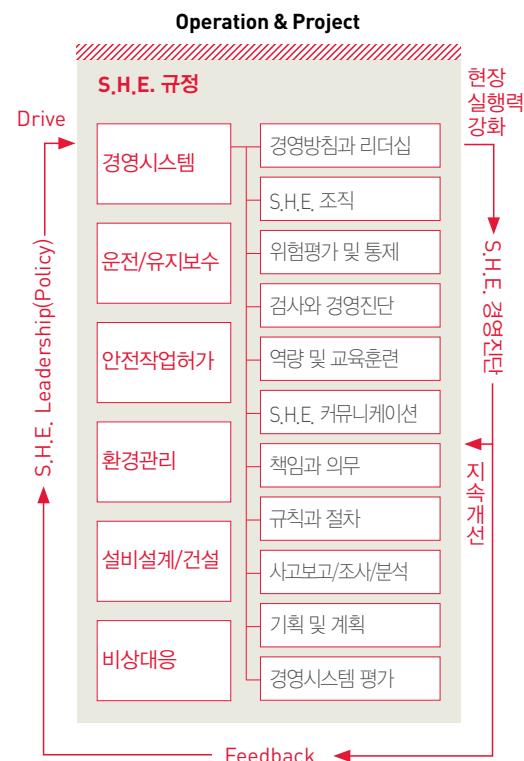 Operation & Project
S.H.E. 규정
현장
실행력
강화
Drive
경영시스템
운전/유지보수
안전작업허가
환경관리
설비설계/건설
비상대응
경영방침과 리더십
S.H.E. 조직
위험평가 및 통제
검사와 경영진단
역량 및 교육훈련
S.H.E. 커뮤니케이션
책임과 의무
규칙과 절차
사고보고/조사/분석
기획 및 계획
경영시스템 평가
S.H.E. 경영진단
지속개선
S.H.E. Leadership(Policy)
Feedback